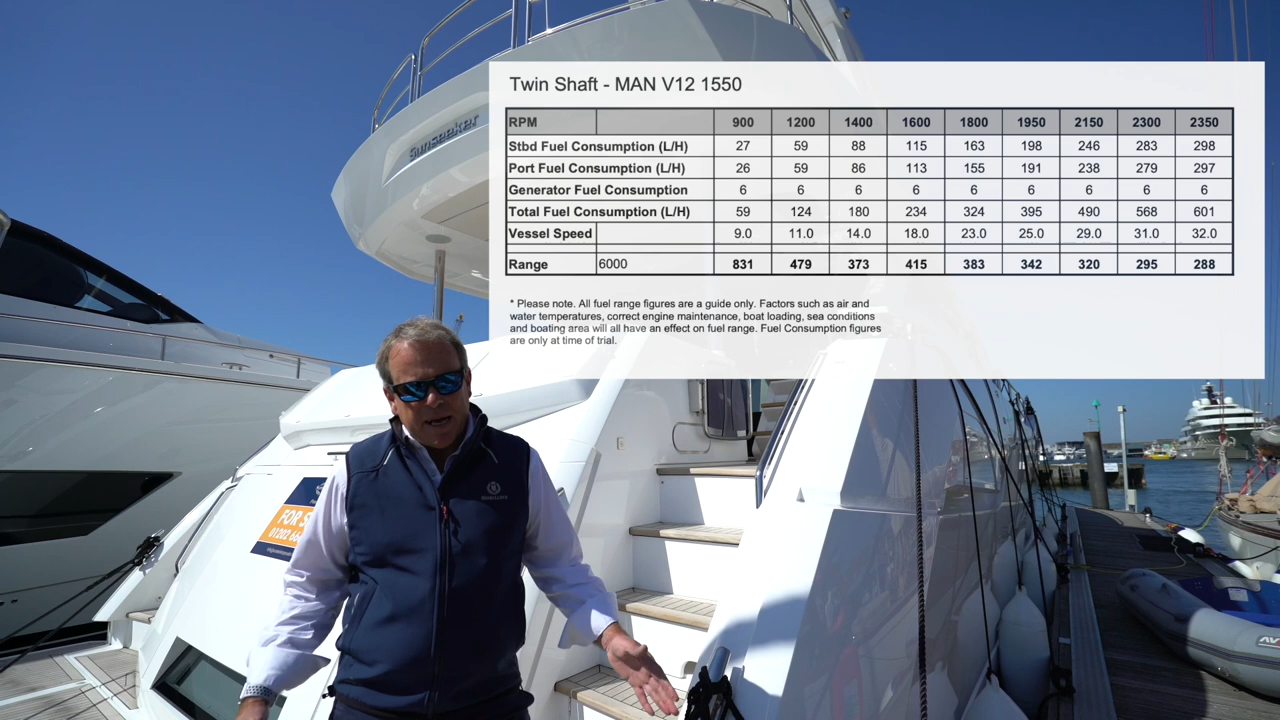 Twin Shaft - MAN V12 1550
RPM 900 1200 1400 1600 1800 1950 2150 2300 2350
Stbd Fuel Consumption (L/H) 27 59 88 115 163 198 246 283 298
Port Fuel Consumption (L/H) 26 59 86 113 155 191 238 279 297
Generator Fuel Consumption 6 6 6 6 6 6 6 6 6
Total Fuel Consumption (L/H) 59 124 180 234 324 395 490 568 601
Vessel Speed 9.0 11.0 14.0 18.0 23.0 25.0 29.0 31.0 32.0
Range 6000 831 479 373 415 383 342 320 295 288
* Please note. All fuel range figures are a guide only. Factors such as air and
water temperatures, correct engine maintenance, boat loading, sea conditions
and boating area will all have an effect on fuel range. Fuel Consumption figures
are only at time of trial.
Sunseeker
FOR S
01202 66
AV